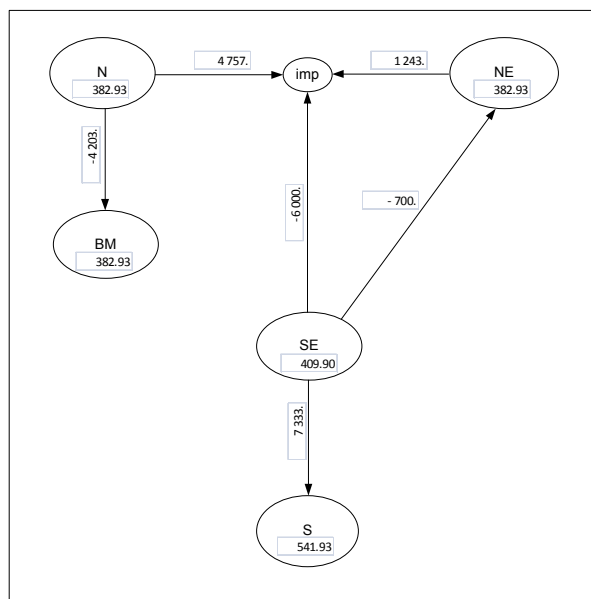 4 757.
1 243.
N
382.93
imp
NE
382.93
-4 203.
-6 000.
- 700.
BM
382.93
SE
409.90
7 333.
S
541.93